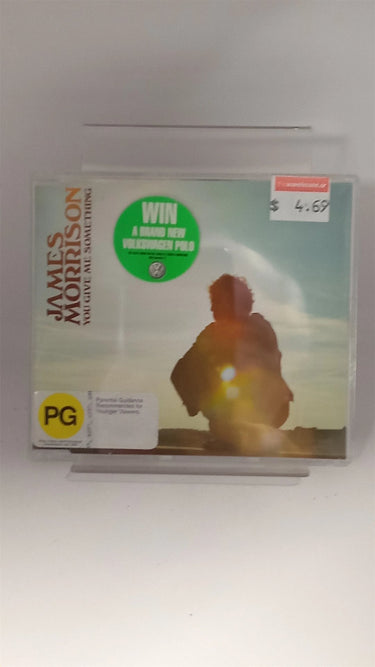 JAMES
MORRISON
YOU GIVE ME SOMETHING
WIN
A BRAND NEW
VOLKSWAGEN POLO
$ 4.69
PG
Parental Guidance
Recommended for
Younger Viewers